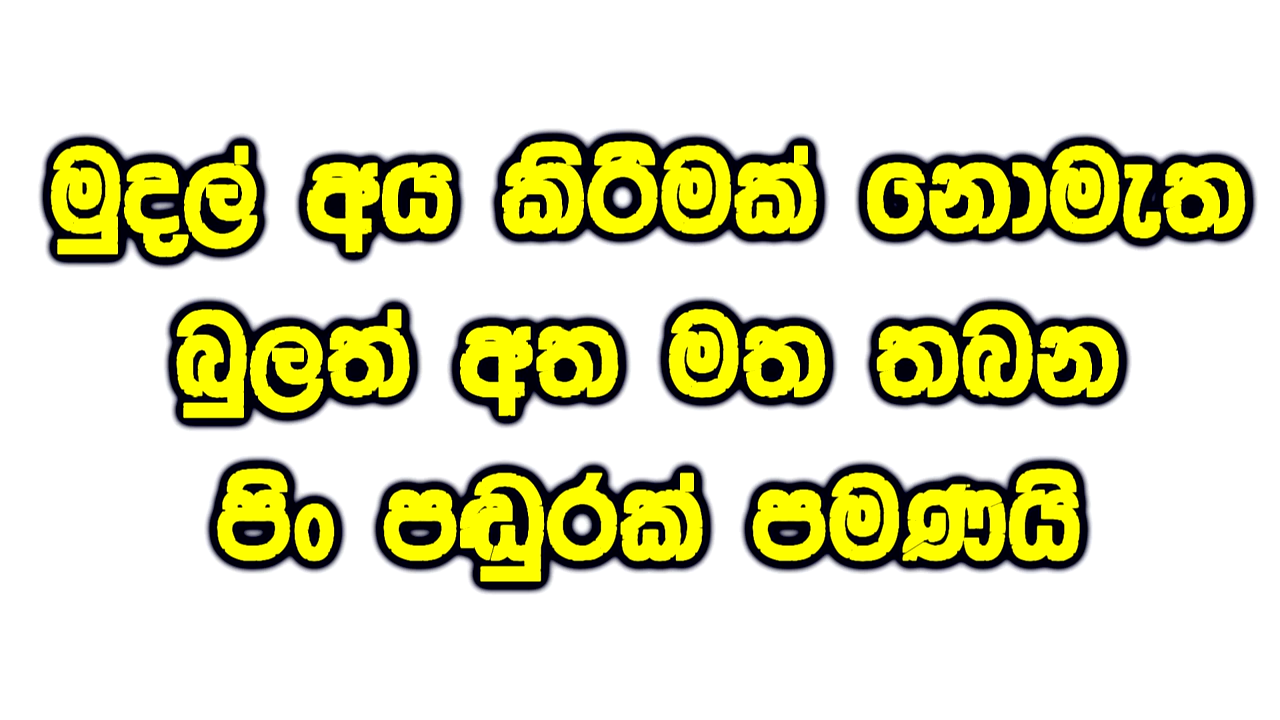 මුදල් අය කිරීමක් නොමැත
බුලත් අත මත තබන
පිං පඬුරක් පමණයි